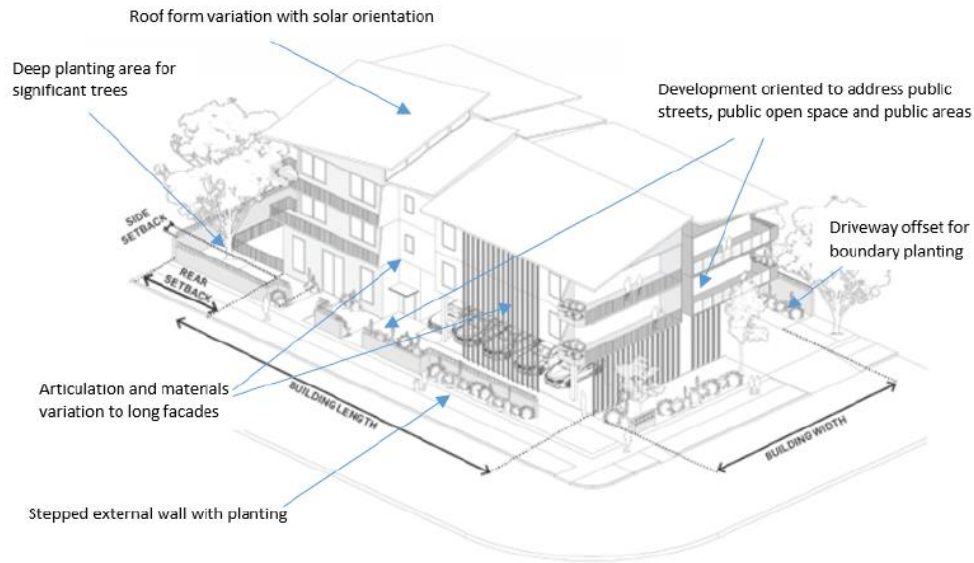 Roof form variation with solar orientation
Deep planting area for
significant trees
Development oriented to address public
streets, public open space and public areas
SIDE
SETBACK
Driveway offset for
boundary planting
REAR
SETBACK
Articulation and materials
variation to long facades
BUILDING LENGTH
BUILDING WIDTH
Stepped external wall with planting